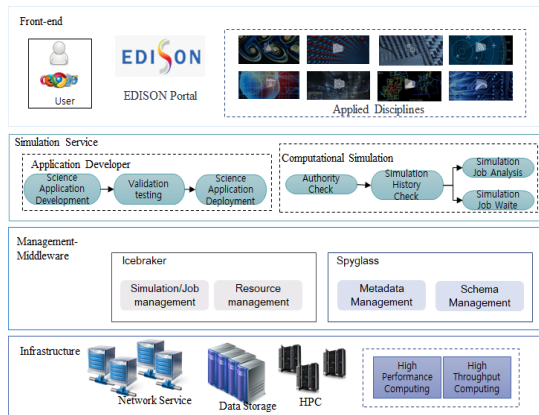 Front-end
EDISON
User
EDISON Portal
Applied Disciplines
Simulation Service
Application Developer
Science
Application
Development
Validation
testing
Science
Application
Deployment
Computational Simulation
Authority
Check
Simulation
History
Check
Simulation
Job Analysis
Simulation
Job Waite
Management-
Middleware
Icebraker
Simulation/Job
management
Resource
management
Spyglass
Metadata
Management
Schema
Management
Infrastructure
Network Service
Data Storage
HPC
High
Performance
Computing
High
Throughput
Computing